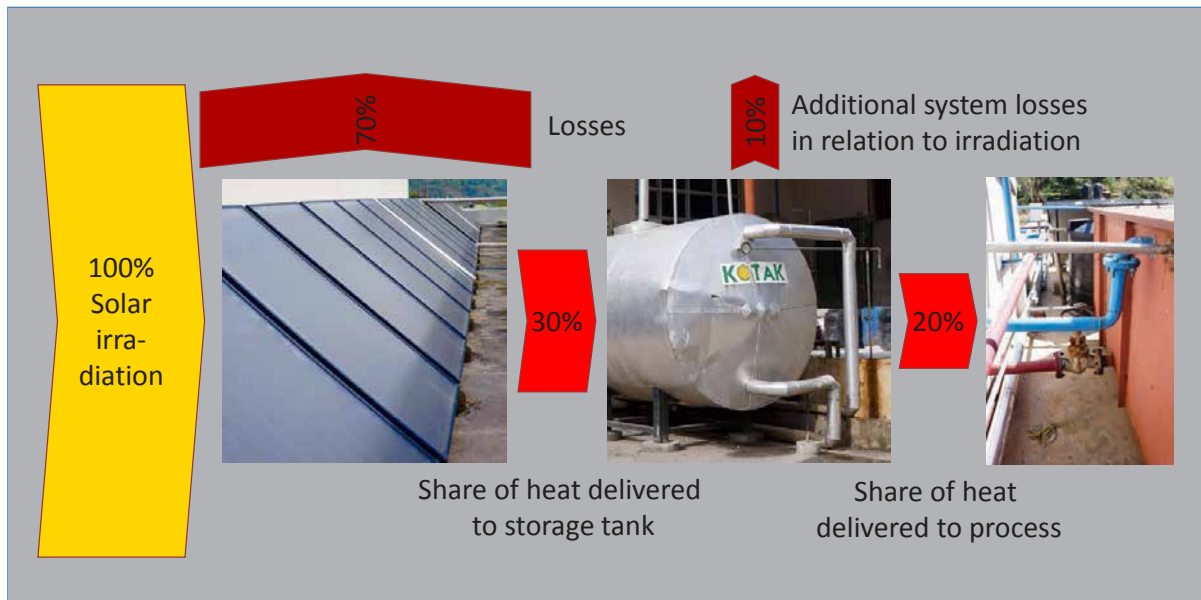 70%
Losses
10%
Additional system losses
in relation to irradiation
100%
Solar
irra-
diation
30%
KOTAK
20%
Share of heat delivered
to storage tank
Share of heat
delivered to process